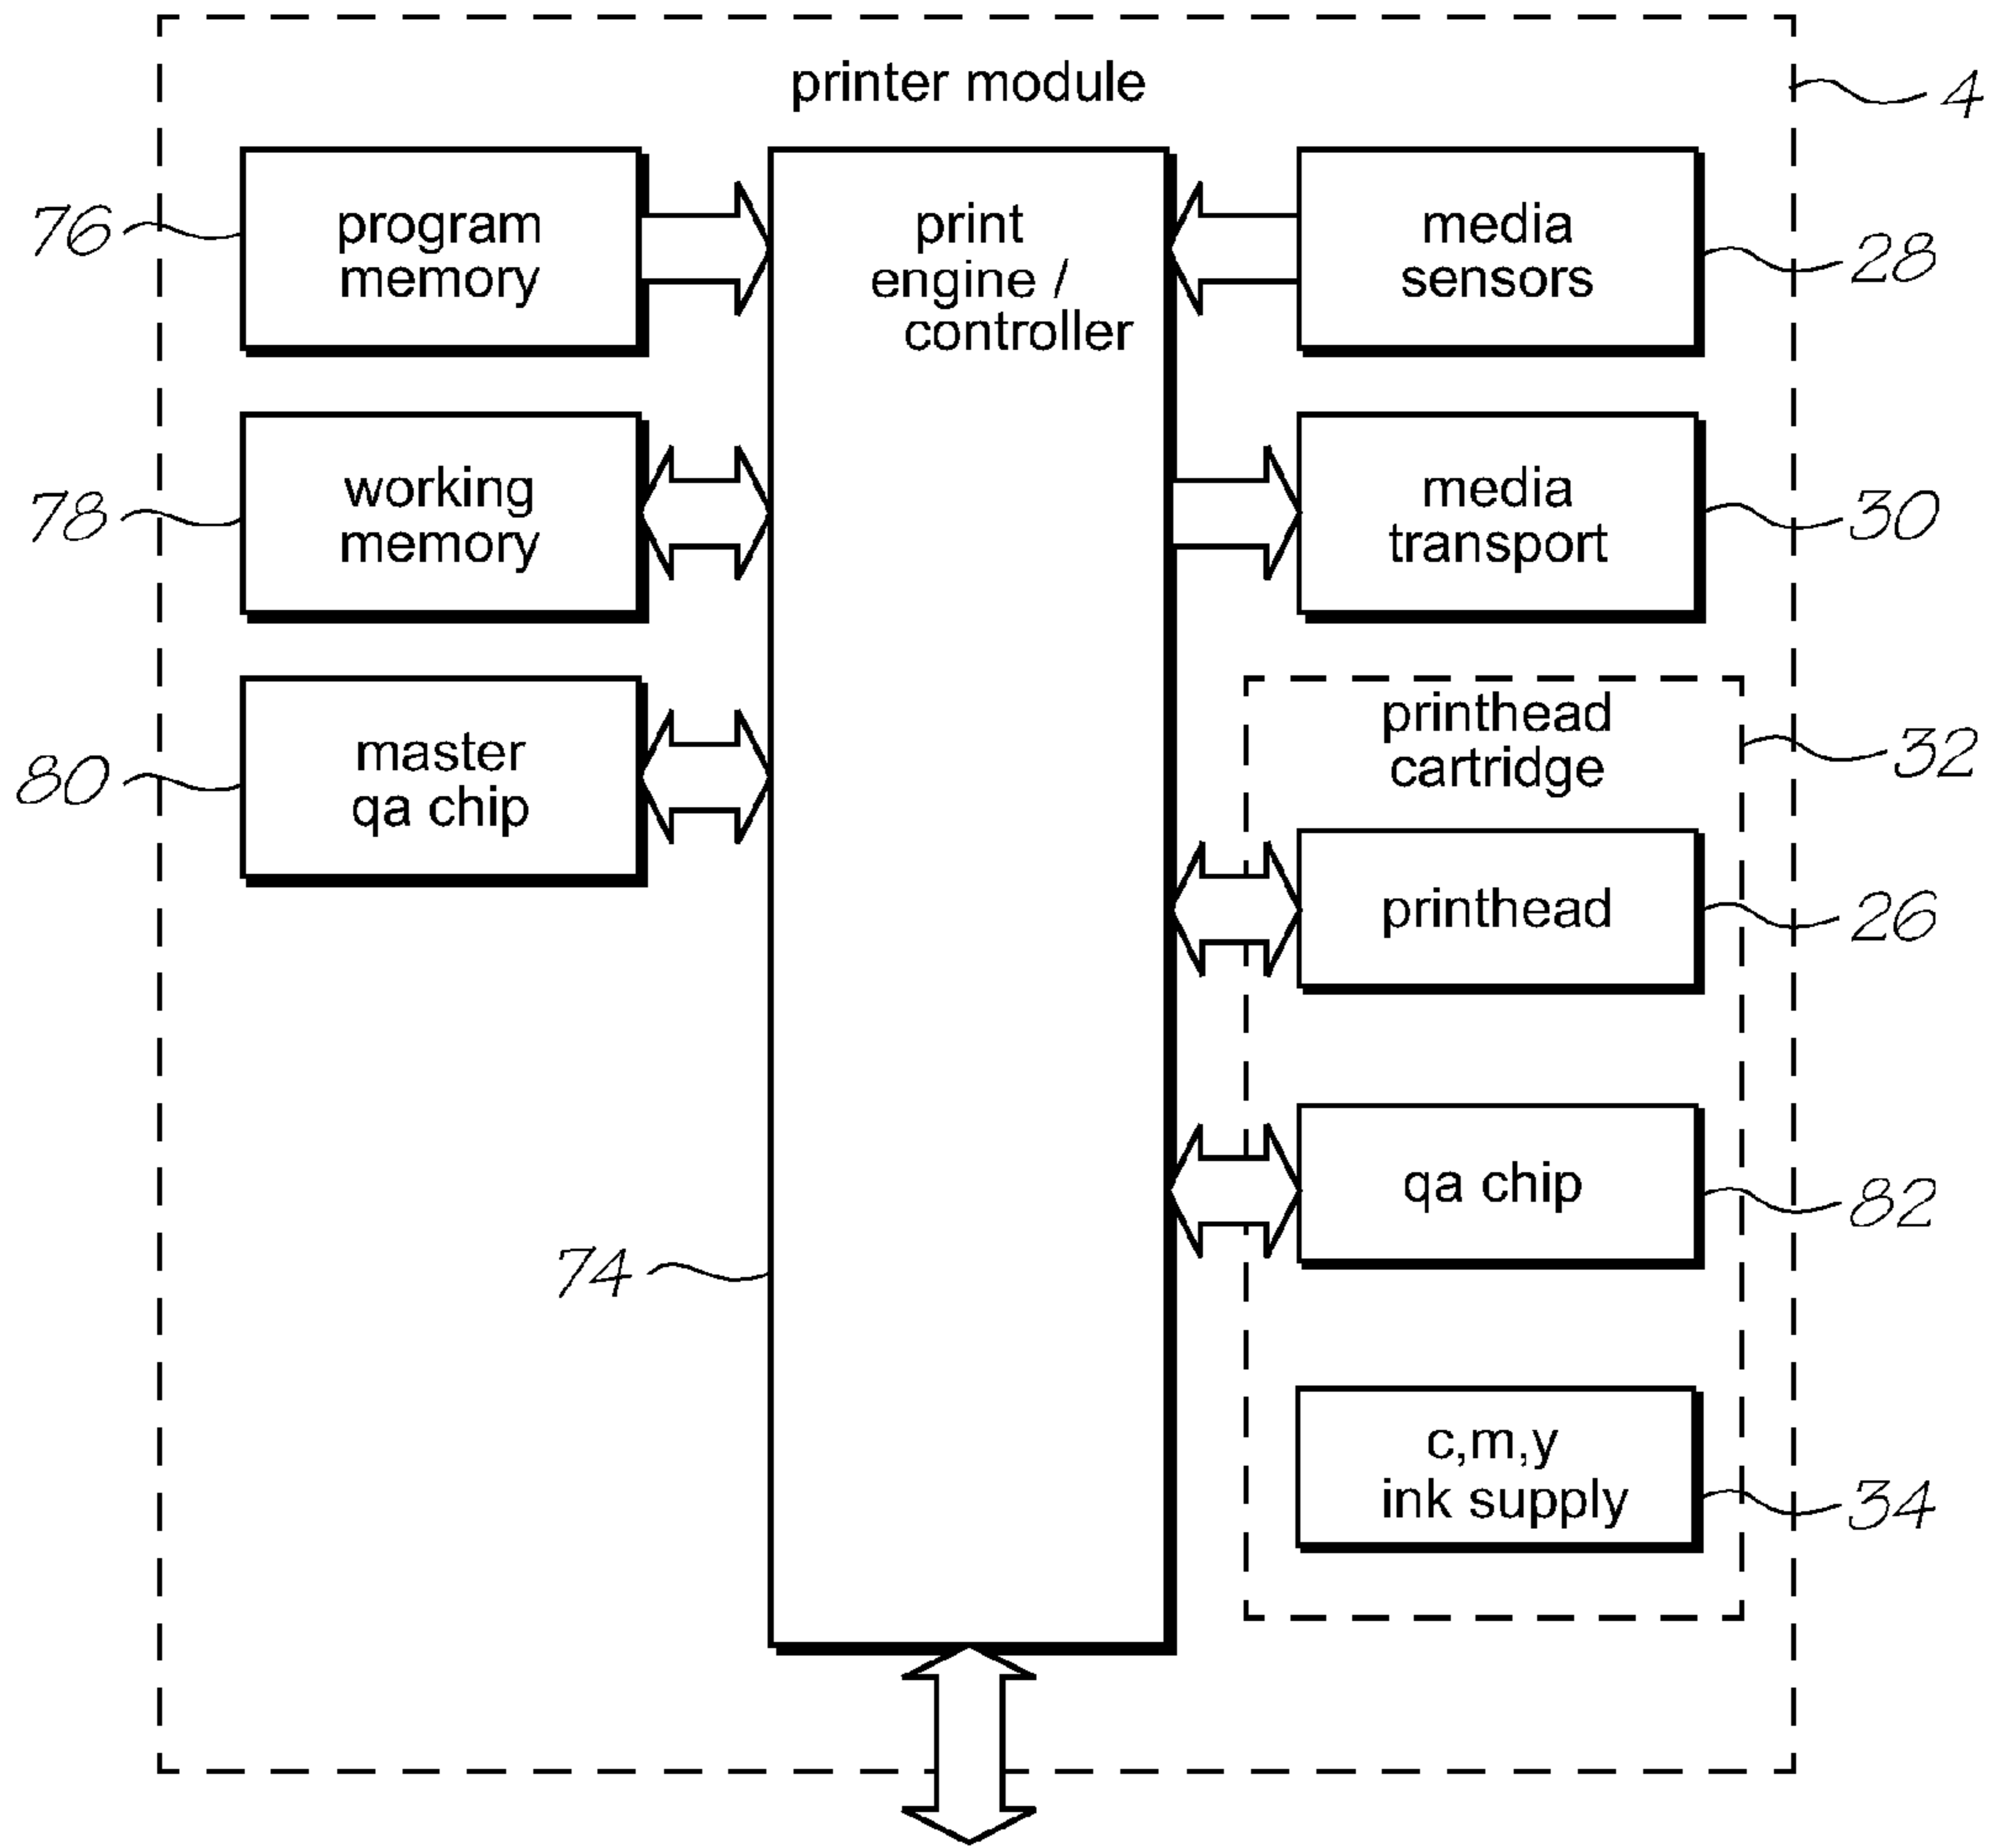 printer module
4
76
program
memory
print
engine /
controller
media
sensors
28
78
working
memory
media
transport
30
80
master
qa chip
printhead
cartridge
32
printhead
26
74
qa chip
82
c,m,y
ink supply
34